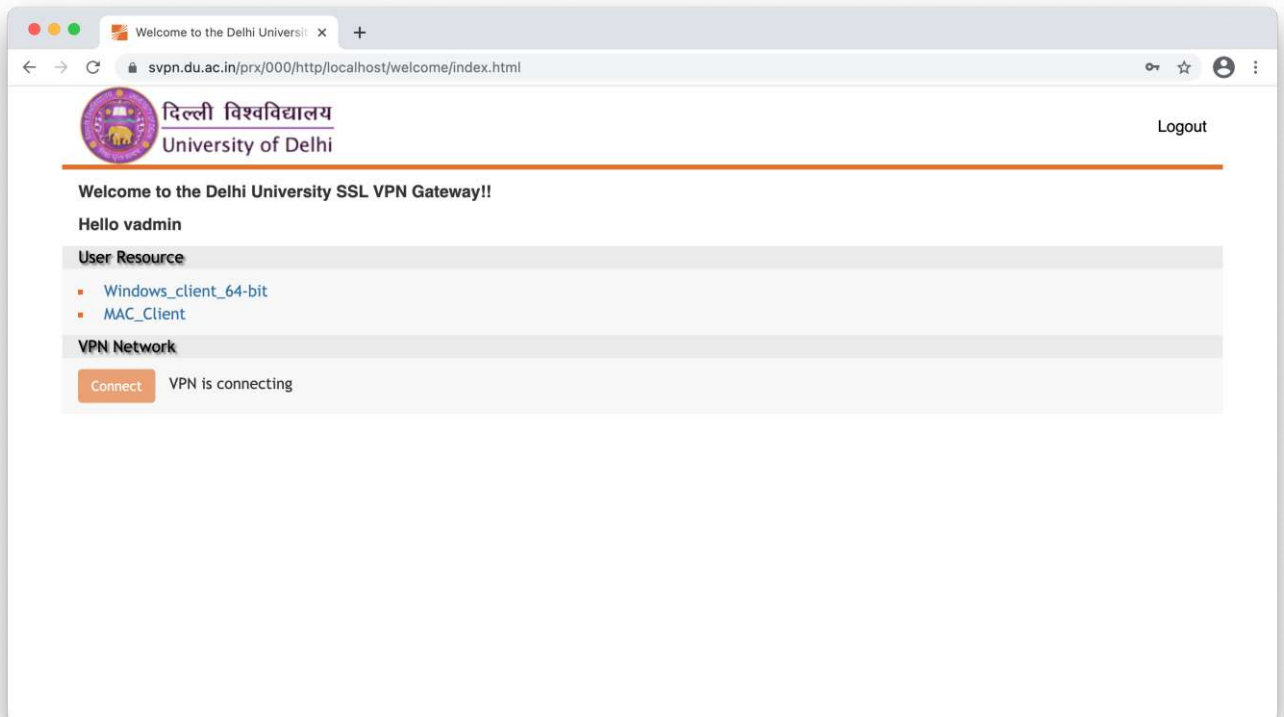 Welcome to the Delhi Universit
svpn.du.ac.in/prx/000/http/localhost/welcome/index.html
दिल्ली विश्वविद्यालय
University of Delhi
Logout
Welcome to the Delhi University SSL VPN Gateway!!
Hello vadmin
User Resource
Windows_client_64-bit
MAC_Client
VPN Network
Connect VPN is connecting